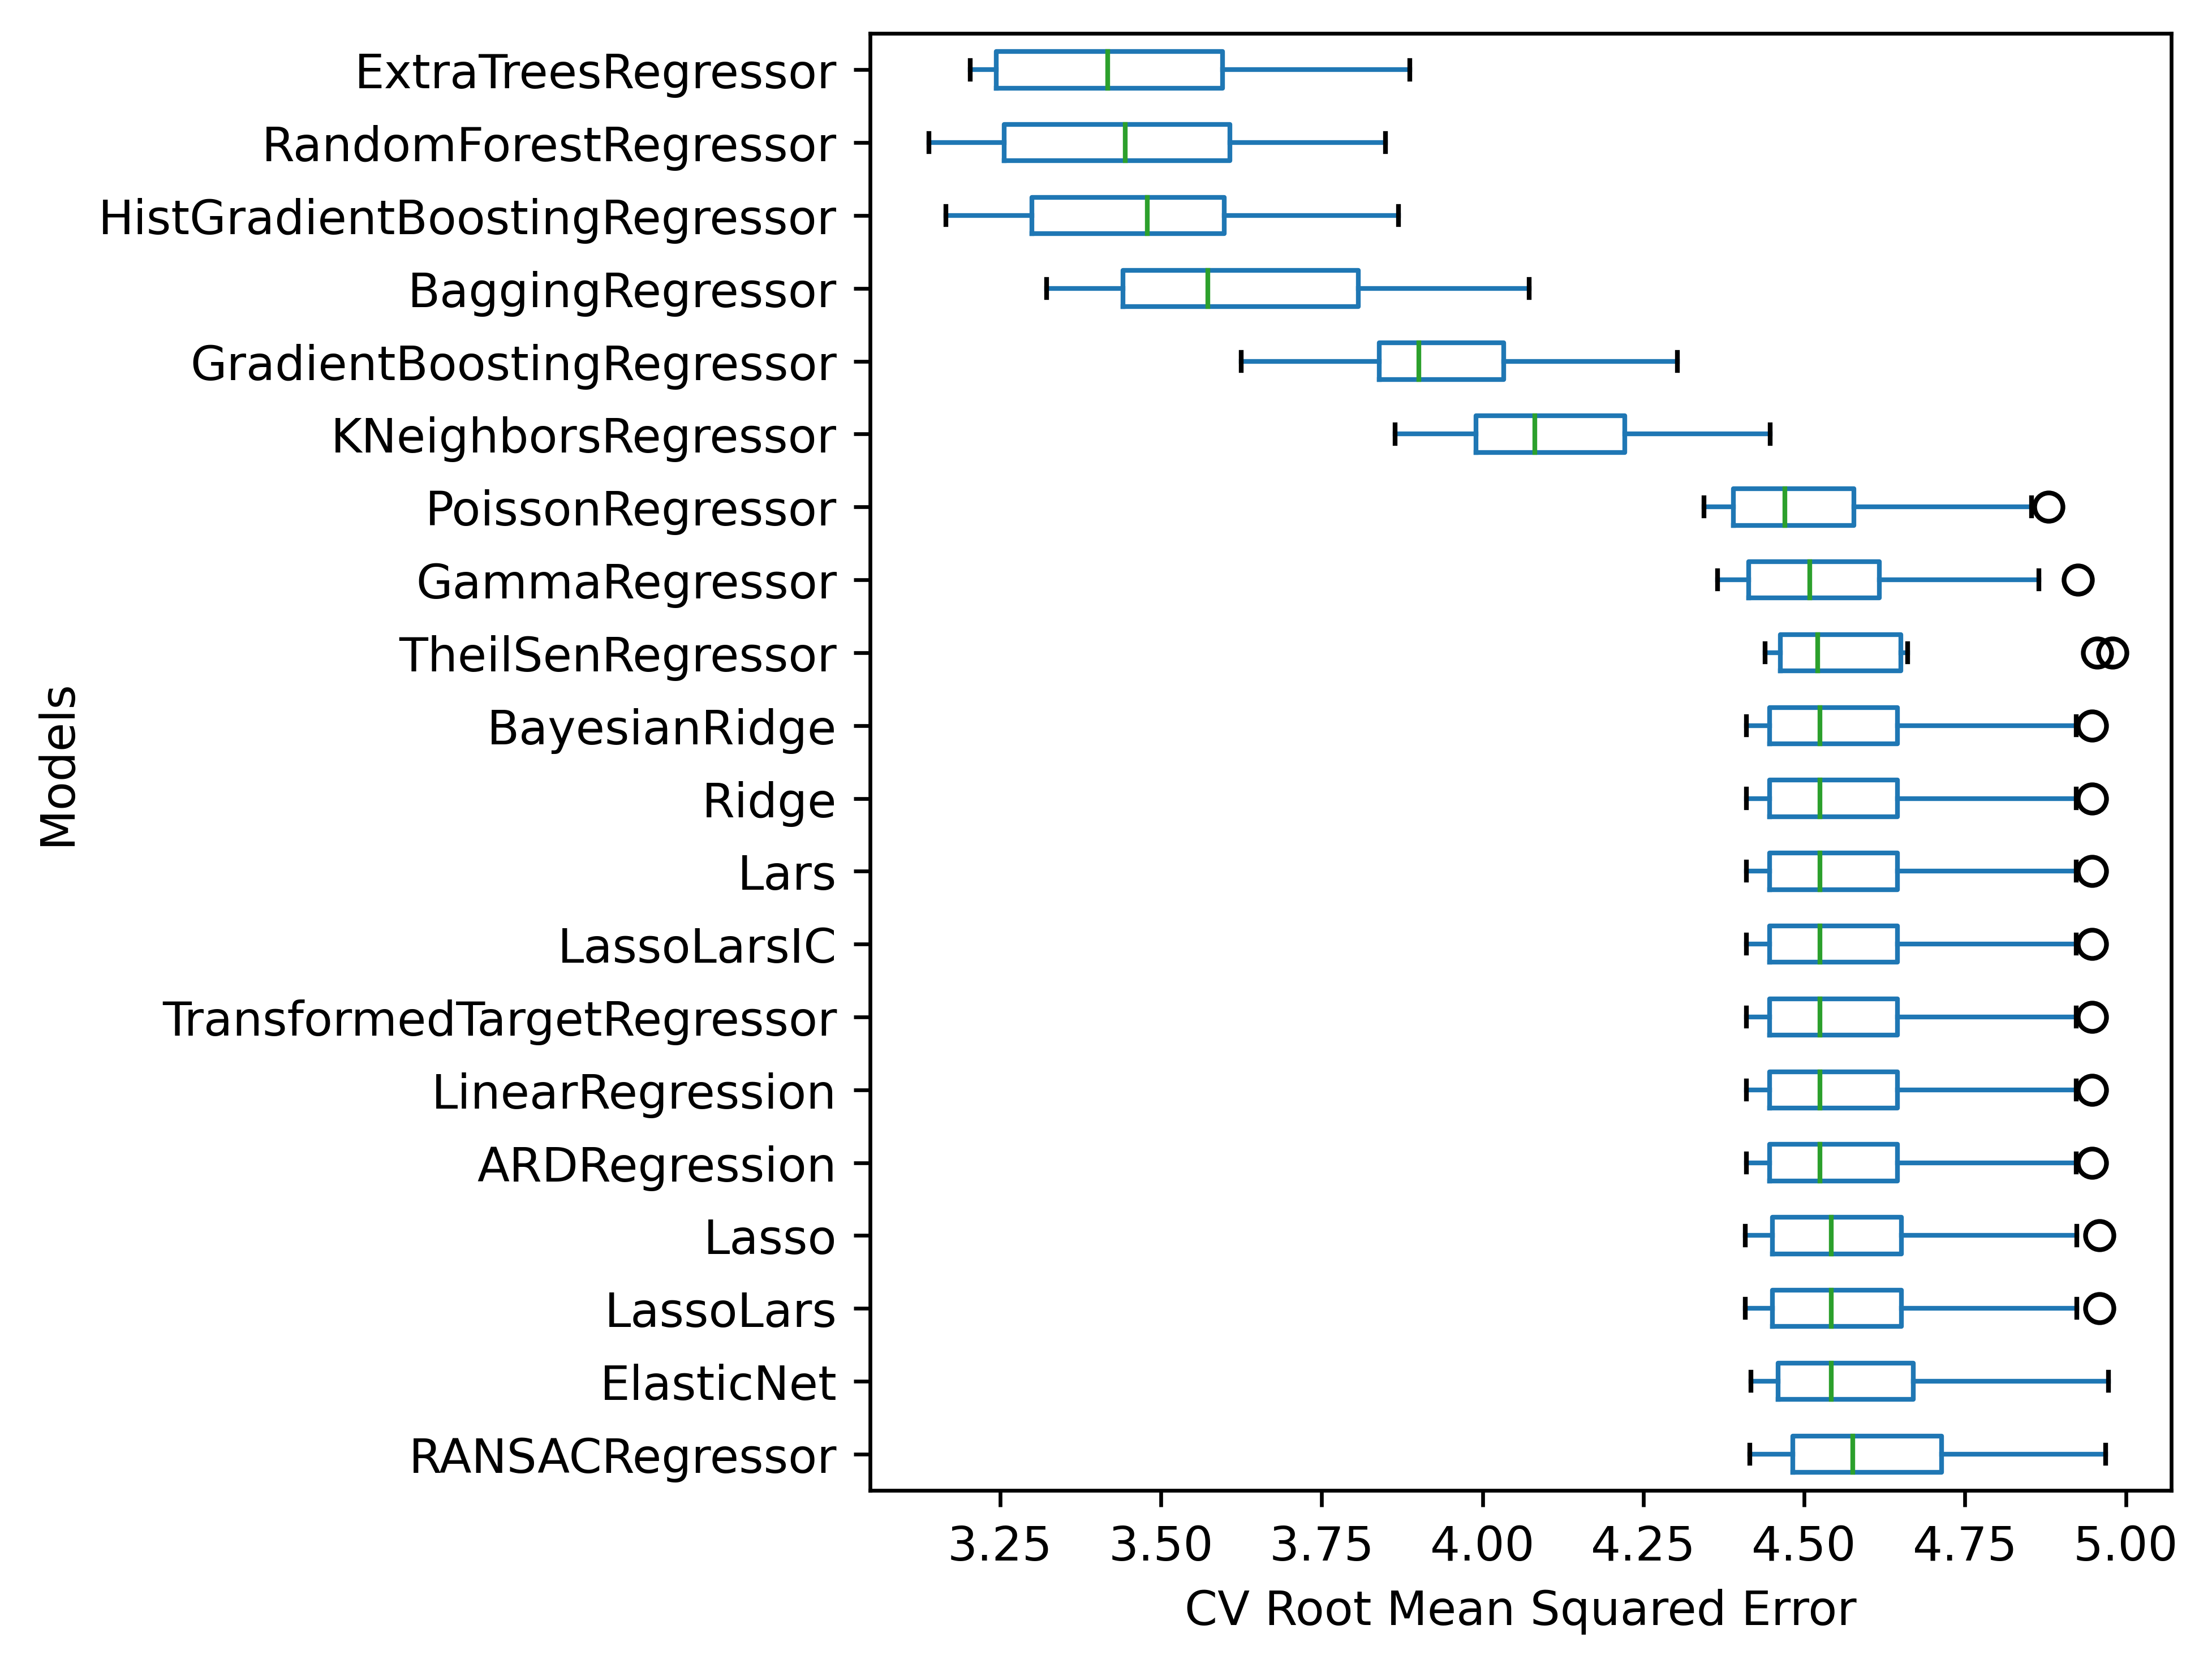 ExtraTreesRegressor
RandomForestRegressor
HistGradientBoostingRegressor
BaggingRegressor
GradientBoostingRegressor
KNeighborsRegressor
PoissonRegressor
GammaRegressor
TheilSenRegressor
BayesianRidge
Ridge
Lars
LassoLarsIC
TransformedTargetRegressor
LinearRegression
ARDRegression
Lasso
LassoLars
ElasticNet
RANSACRegressor
Models
3.25 3.50 3.75 4.00 4.25 4.50 4.75 5.00
CV Root Mean Squared Error